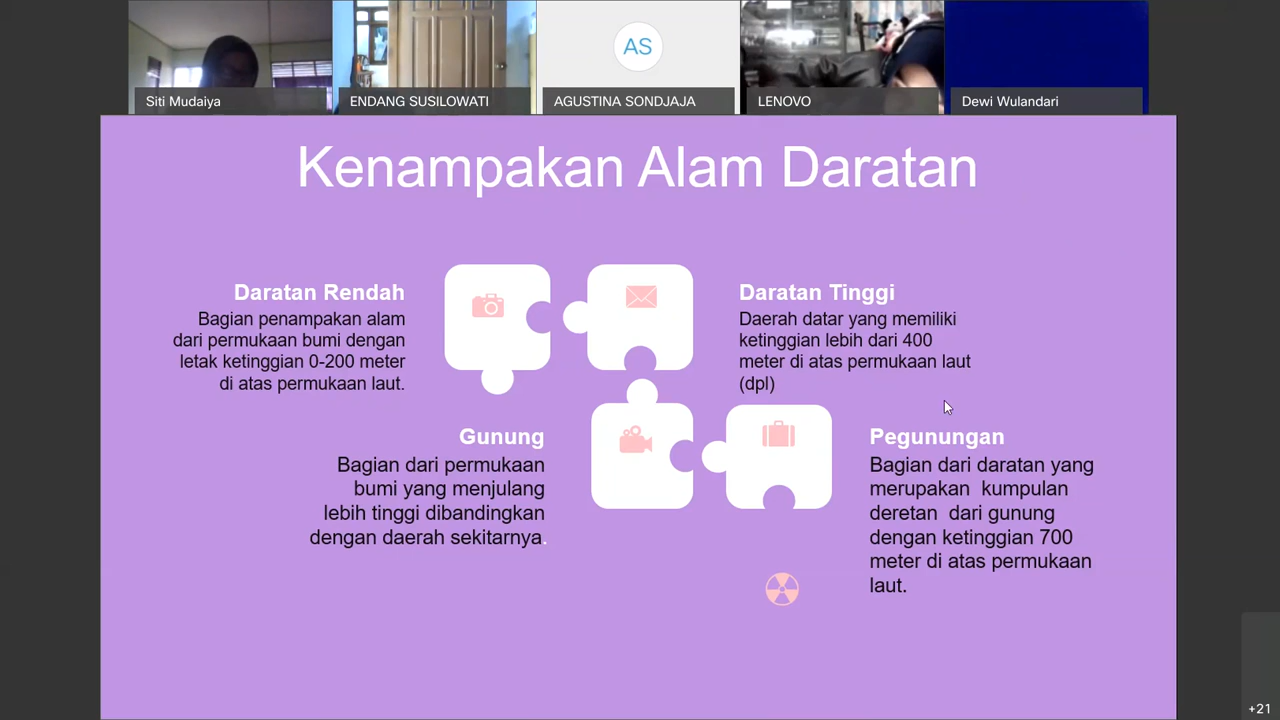 Siti Mudaiya
ENDANG SUSILOWATI
AS
AGUSTINA SONDJAJA
LENOVO
Dewi Wulandari
Kenampakan Alam Daratan
Daratan Rendah
Bagian penampakan alam
dari permukaan bumi dengan
letak ketinggian 0-200 meter
di atas permukaan laut.
Daratan Tinggi
Daerah datar yang memiliki
ketinggian lebih dari 400
meter di atas permukaan laut
(dpl)
Gunung
Bagian dari permukaan
bumi yang menjulang
lebih tinggi dibandingkan
dengan daerah sekitarnya.
Pegunungan
Bagian dari daratan yang
merupakan kumpulan
deretan dari gunung
dengan ketinggian 700
meter di atas permukaan
laut.
+21